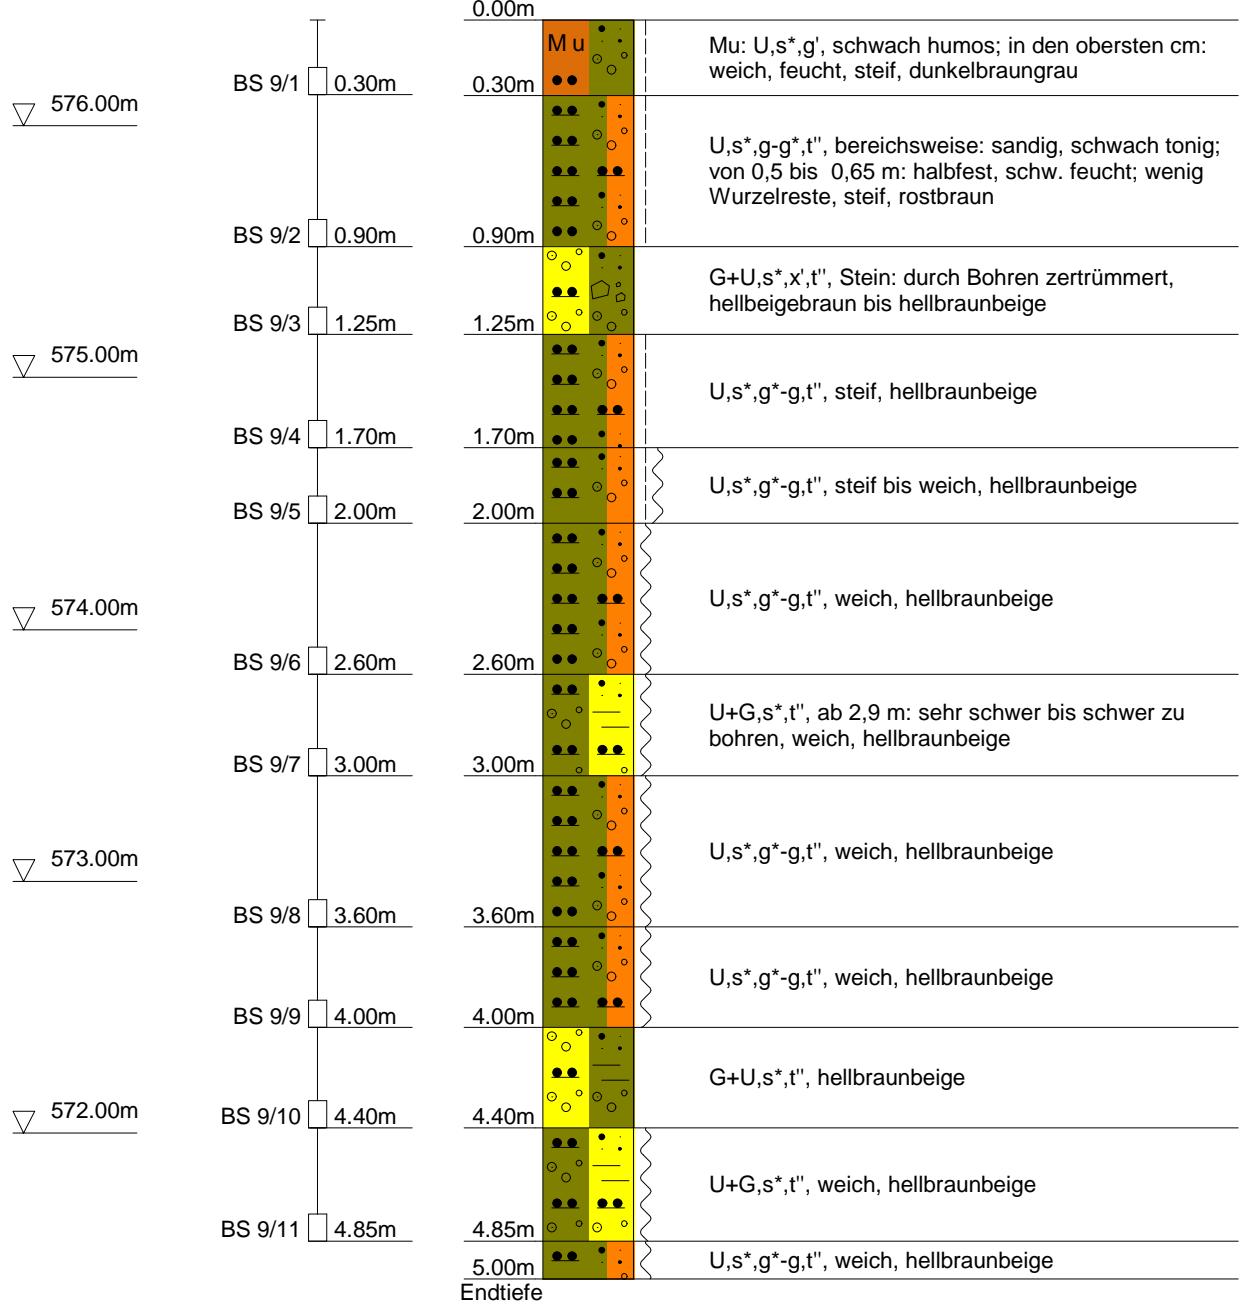 0.00m
Mu
Mu: U,s*,g', schwach humos; in den obersten cm:
weich, feucht, steif, dunkelbraungrau
BS 9/1 0.30m 0.30m
576.00m
U,s*,g-g*,t'', bereichsweise: sandig, schwach tonig;
von 0,5 bis 0,65 m: halbfest, schw. feucht; wenig
Wurzelreste, steif, rostbraun
BS 9/2 0.90m 0.90m
G+U,s*,x',t'', Stein: durch Bohren zertrümmert,
hellbeigebraun bis hellbraunbeige
BS 9/3 1.25m 1.25m
575.00m
U,s*,g*-g,t'', steif, hellbraunbeige
BS 9/4 1.70m 1.70m
U,s*,g*-g,t'', steif bis weich, hellbraunbeige
BS 9/5 2.00m 2.00m
574.00m
U,s*,g*-g,t'', weich, hellbraunbeige
BS 9/6 2.60m 2.60m
U+G,s*,t'', ab 2,9 m: sehr schwer bis schwer zu
bohren, weich, hellbraunbeige
BS 9/7 3.00m 3.00m
573.00m
U,s*,g*-g,t'', weich, hellbraunbeige
BS 9/8 3.60m 3.60m
U,s*,g*-g,t'', weich, hellbraunbeige
BS 9/9 4.00m 4.00m
G+U,s*,t'', hellbraunbeige
572.00m
BS 9/10 4.40m 4.40m
U+G,s*,t'', weich, hellbraunbeige
BS 9/11 4.85m 4.85m
U,s*,g*-g,t'', weich, hellbraunbeige
5.00m
Endtiefe